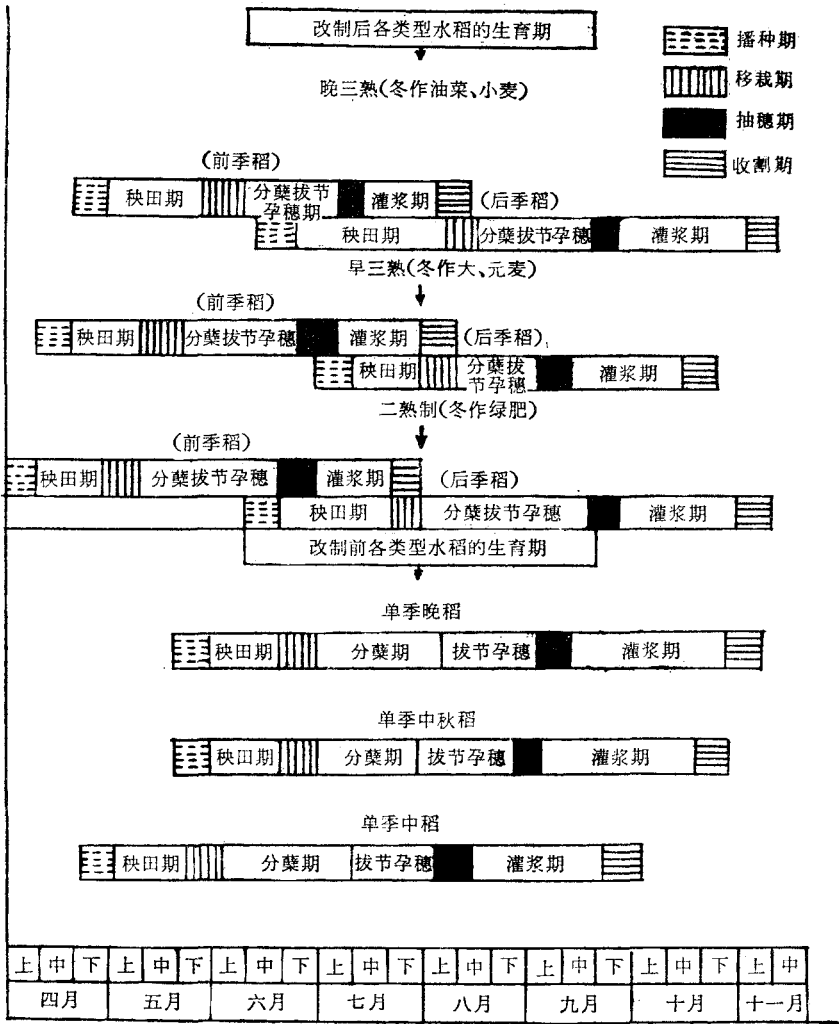 改制后各类型水稻的生育期
播种期
移栽期
抽穗期
收割期
晚三熟(冬作油菜、小麦)
(前季稻)
秧田期 分蘖拔节孕穗期 灌浆期
(后季稻)
秧田期 分蘖拔节孕穗 灌浆期
早三熟(冬作大、元麦)
(前季稻)
秧田期 分蘖拔节孕穗 灌浆期
(后季稻)
秧田期 分蘖拔节孕穗 灌浆期
二熟制(冬作绿肥)
(前季稻)
秧田期 分蘖拔节孕穗 灌浆期
(后季稻)
秧田期 分蘖拔节孕穗 灌浆期
改制前各类型水稻的生育期
单季晚稻
秧田期 分蘖期 拔节孕穗 灌浆期
单季中秋稻
秧田期 分蘖期 拔节孕穗 灌浆期
单季中稻
秧田期 分蘖期 拔节孕穗 灌浆期
上 中 下 上 中 下 上 中 下 上 中 下 上 中 下 上 中 下 上 中 下 上 中
四月 五月 六月 七月 八月 九月 十月 十一月